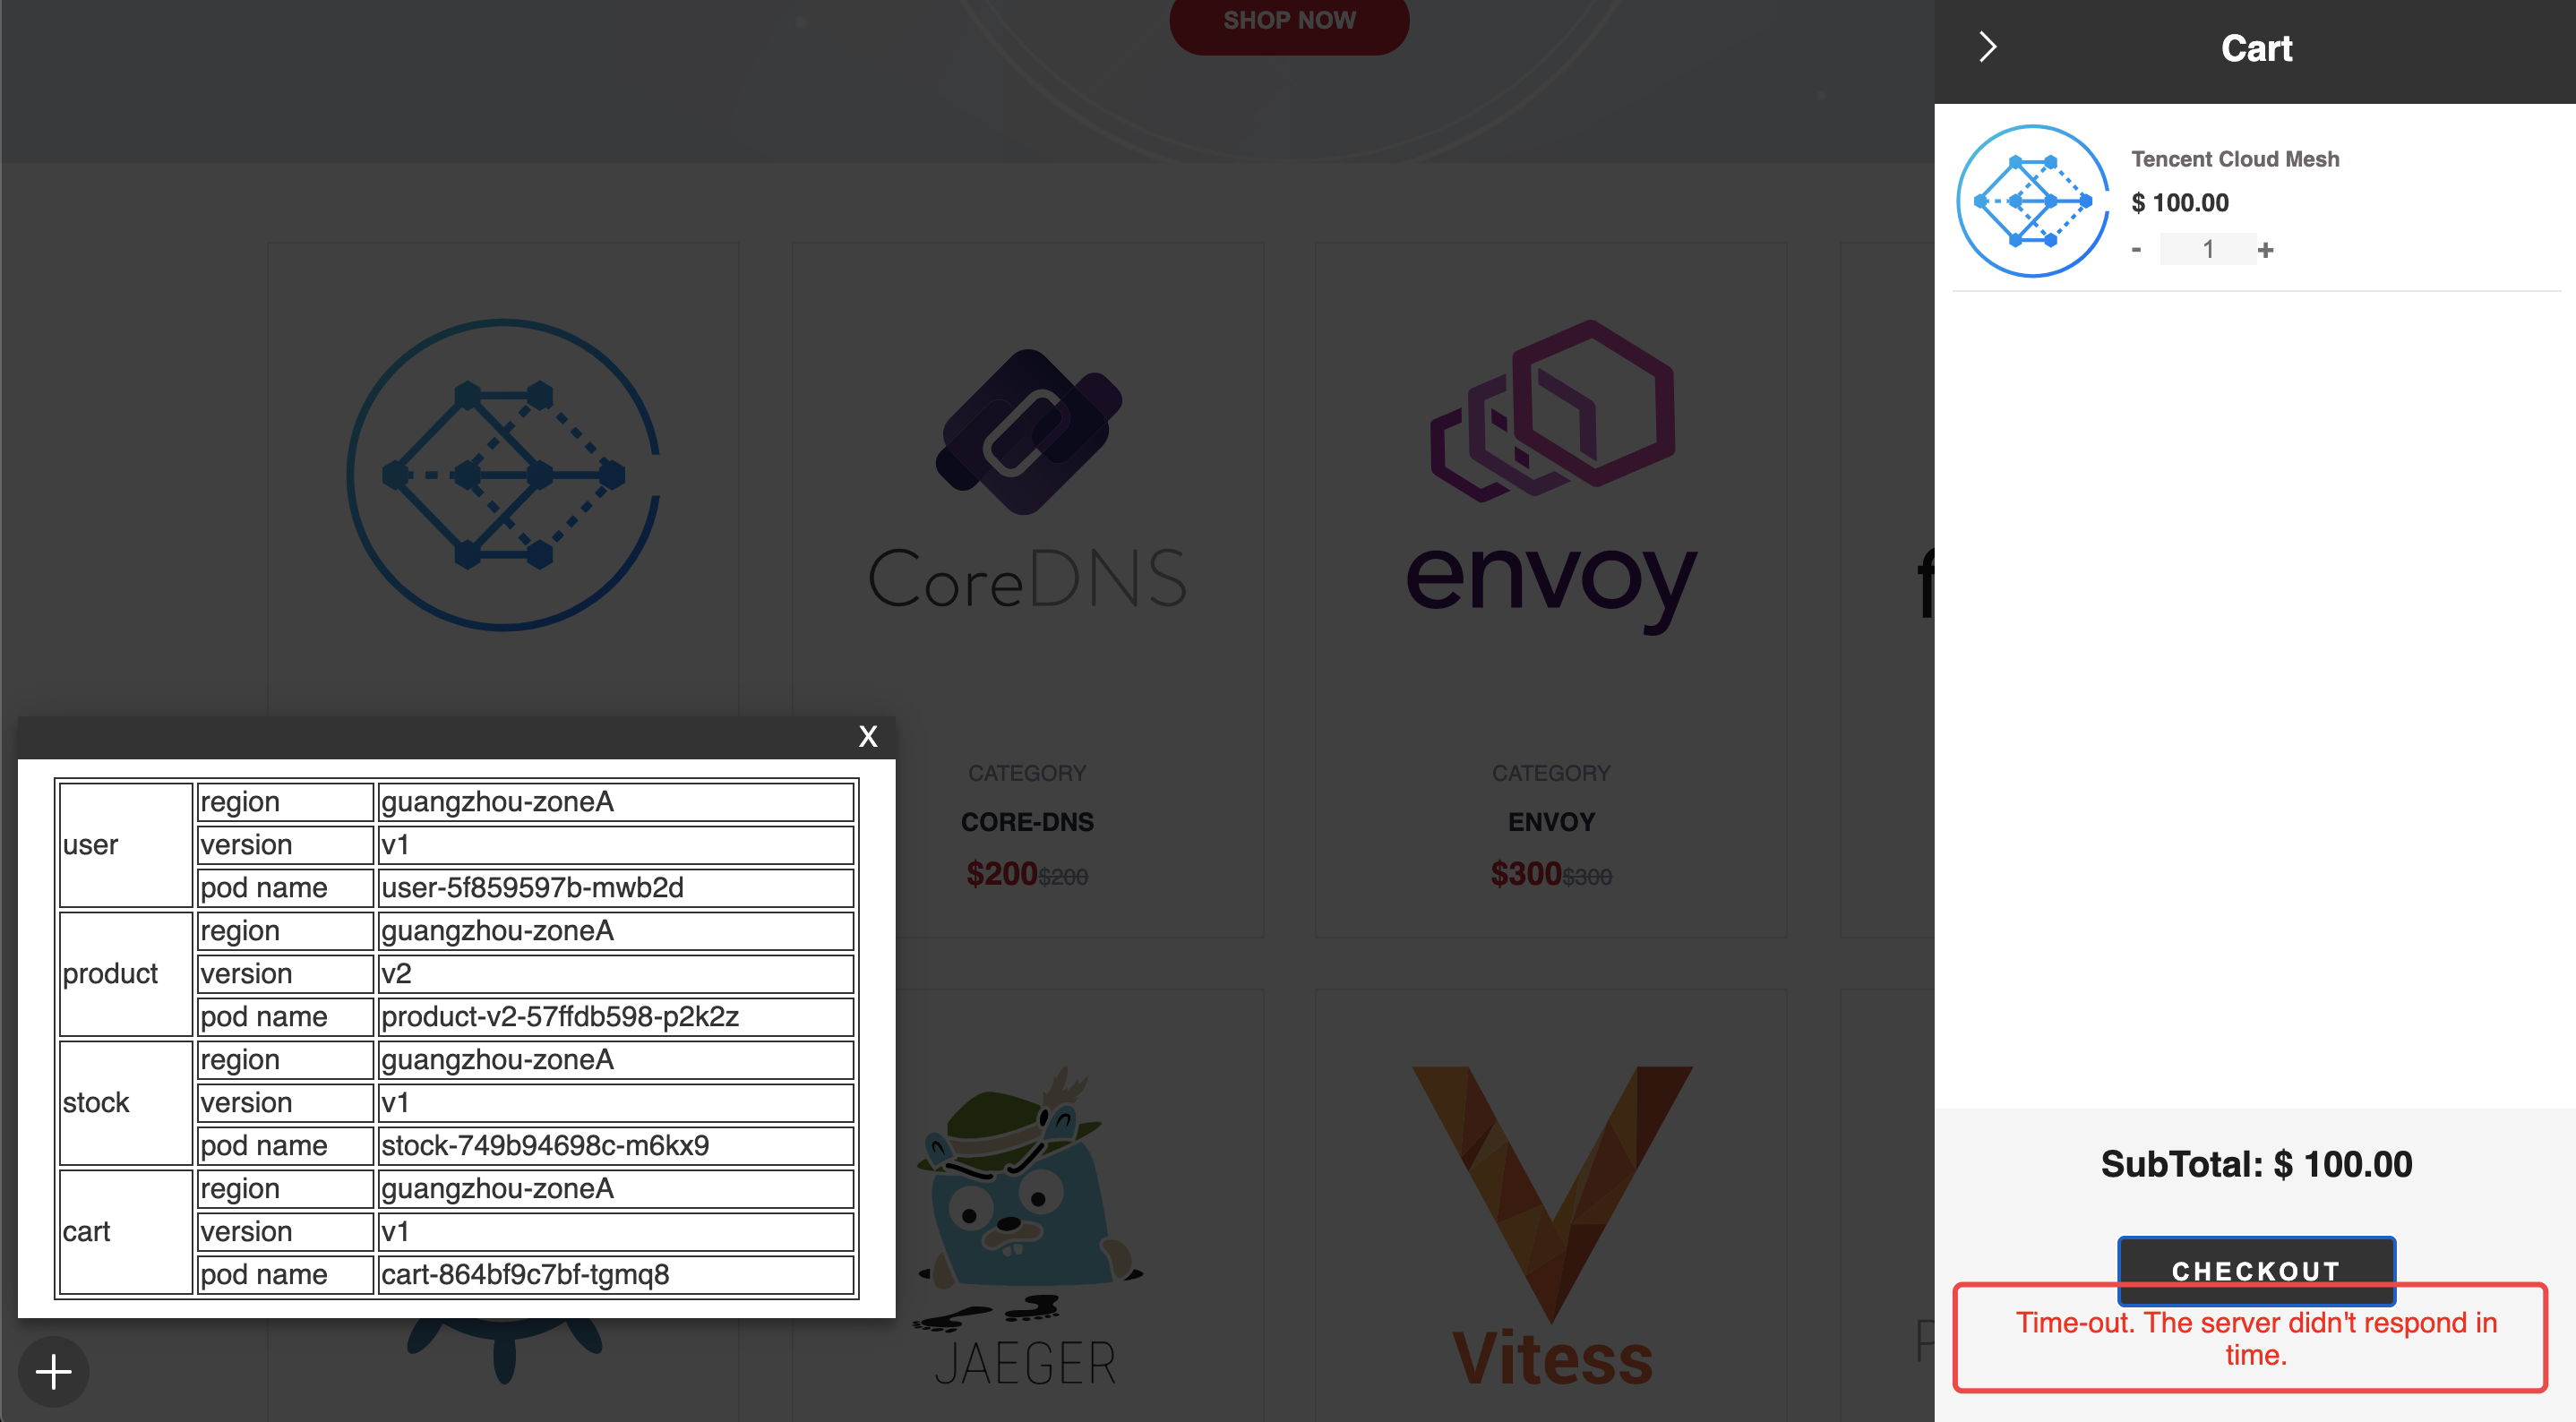 SHOP NOW
Cart
Tencent Cloud Mesh
$ 100.00
- 1 +
CoreDNS
envoy
f
CATEGORY
CORE-DNS
$200$200
CATEGORY
ENVOY
$300$300
X
user
region guangzhou-zoneA
version v1
pod name user-5f859597b-mwb2d
product
region guangzhou-zoneA
version v2
pod name product-v2-57ffdb598-p2k2z
stock
region guangzhou-zoneA
version v1
pod name stock-749b94698c-m6kx9
cart
region guangzhou-zoneA
version v1
pod name cart-864bf9c7bf-tgmq8
JAEGER
Vitess
P
SubTotal: $ 100.00
CHECKOUT
Time-out. The server didn't respond in
time.